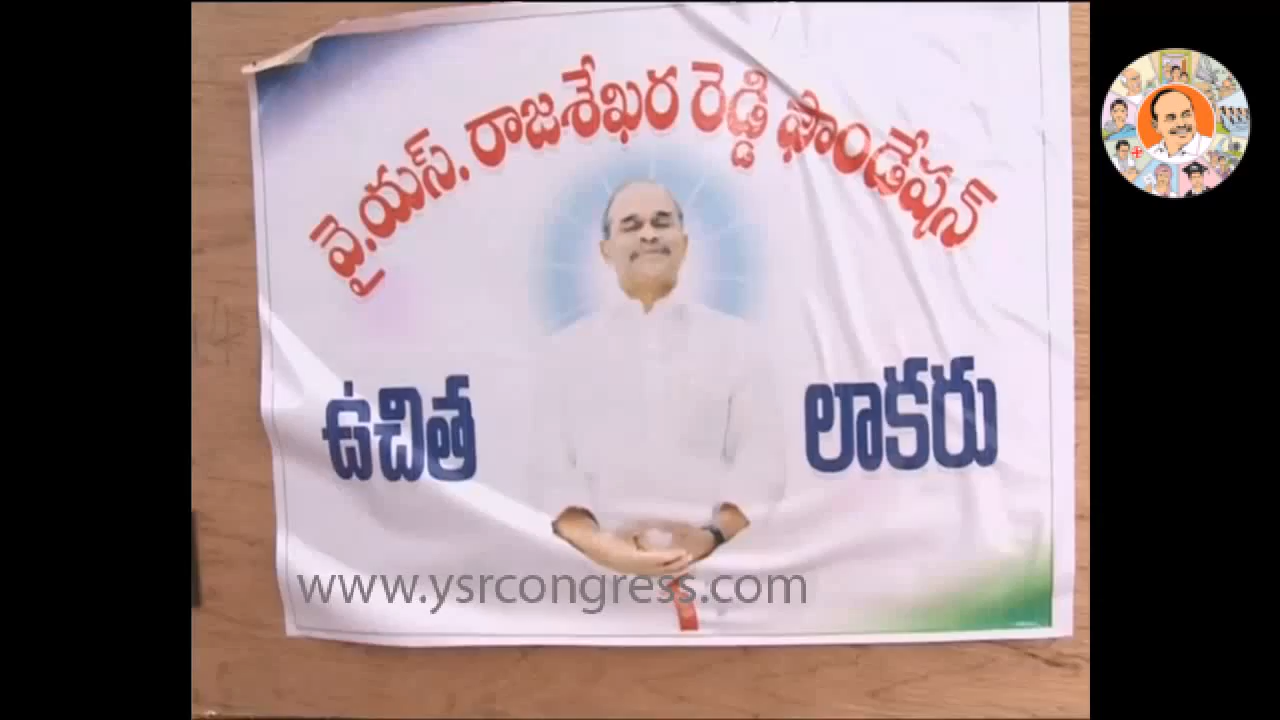 వై.యస్. రాజశేఖర రెడ్డి ఫౌండేషన్
ఉచిత లాకరు
www.ysrcongress.com